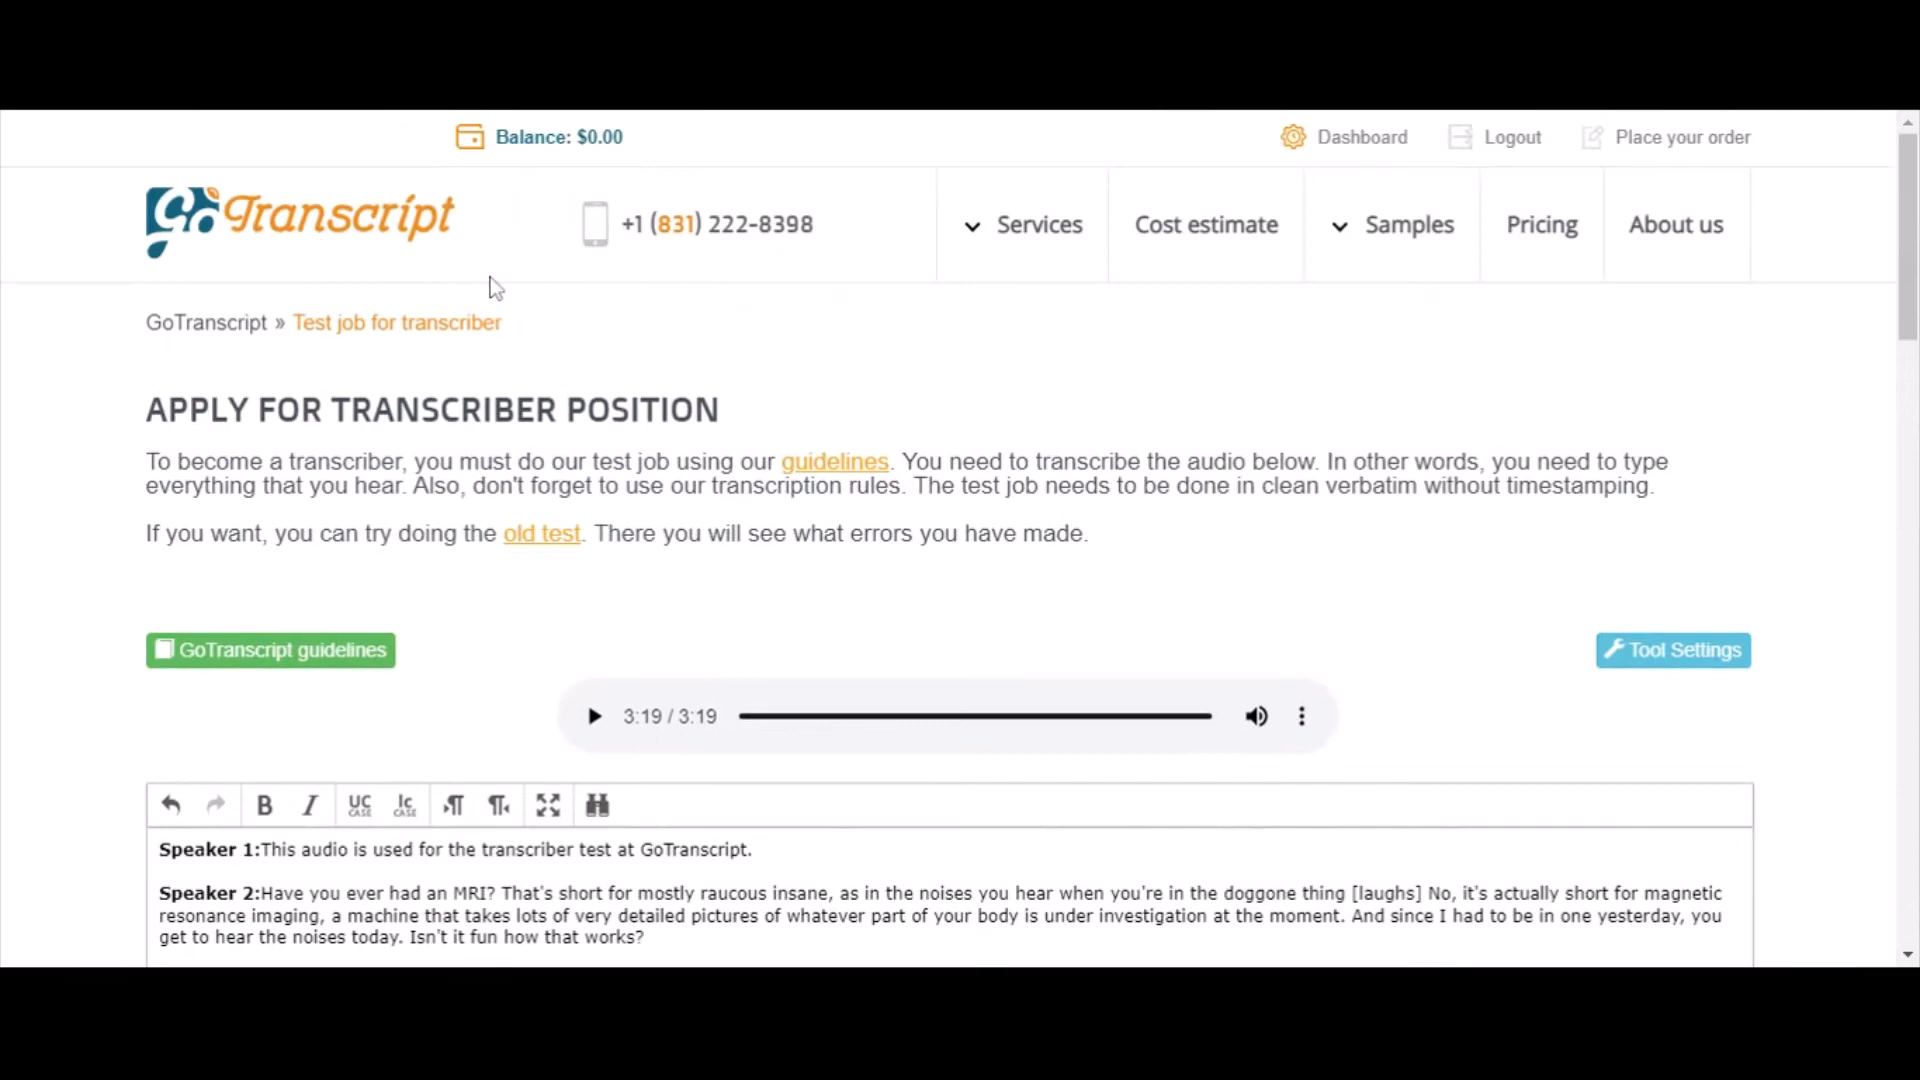 Balance: $0.00
Dashboard
Logout
Place your order
GoTranscript
+1 (831) 222-8398
Services
Cost estimate
Samples
Pricing
About us
GoTranscript » Test job for transcriber
APPLY FOR TRANSCRIBER POSITION
To become a transcriber, you must do our test job using our guidelines. You need to transcribe the audio below. In other words, you need to type
everything that you hear. Also, don't forget to use our transcription rules. The test job needs to be done in clean verbatim without timestamping.
If you want, you can try doing the old test. There you will see what errors you have made.
GoTranscript guidelines
Tool Settings
3:19 / 3:19
B I UC CASE lc CASE
Speaker 1:This audio is used for the transcriber test at GoTranscript.
Speaker 2:Have you ever had an MRI? That's short for mostly raucous insane, as in the noises you hear when you're in the doggone thing [laughs] No, it's actually short for magnetic
resonance imaging, a machine that takes lots of very detailed pictures of whatever part of your body is under investigation at the moment. And since I had to be in one yesterday, you
get to hear the noises today. Isn't it fun how that works?